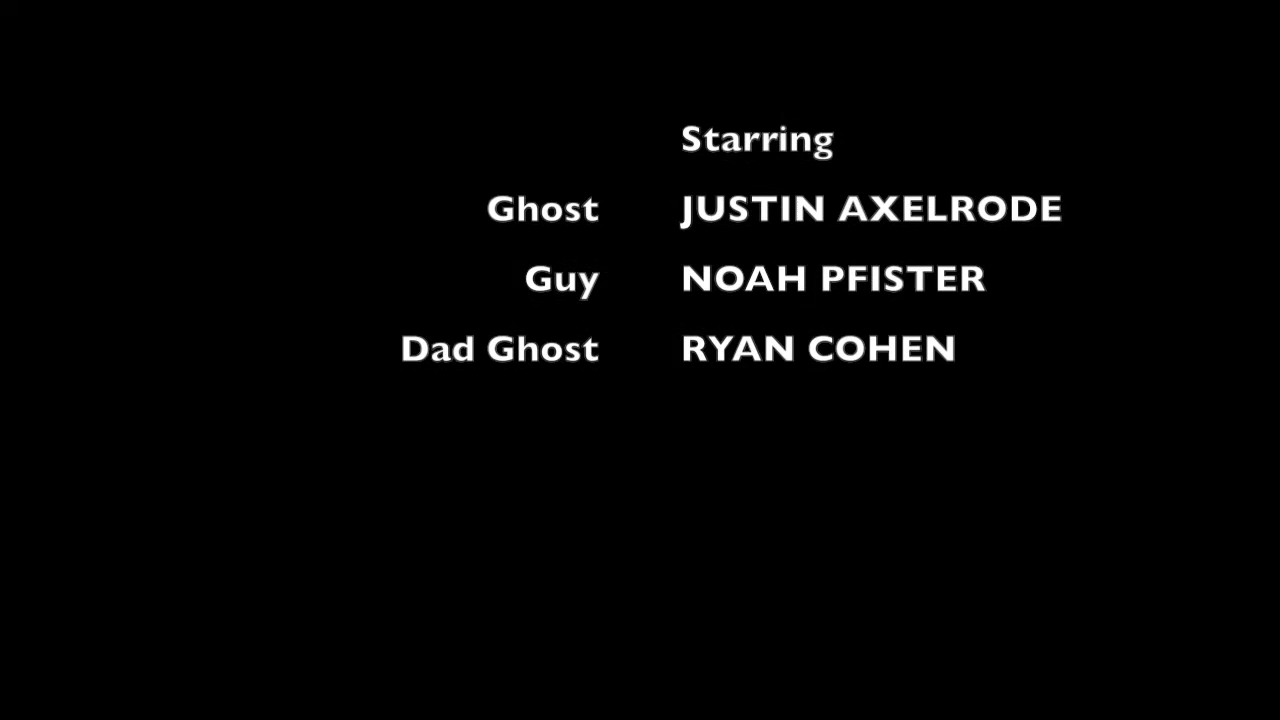 Starring
Ghost JUSTIN AXELRODE
Guy NOAH PFISTER
Dad Ghost RYAN COHEN